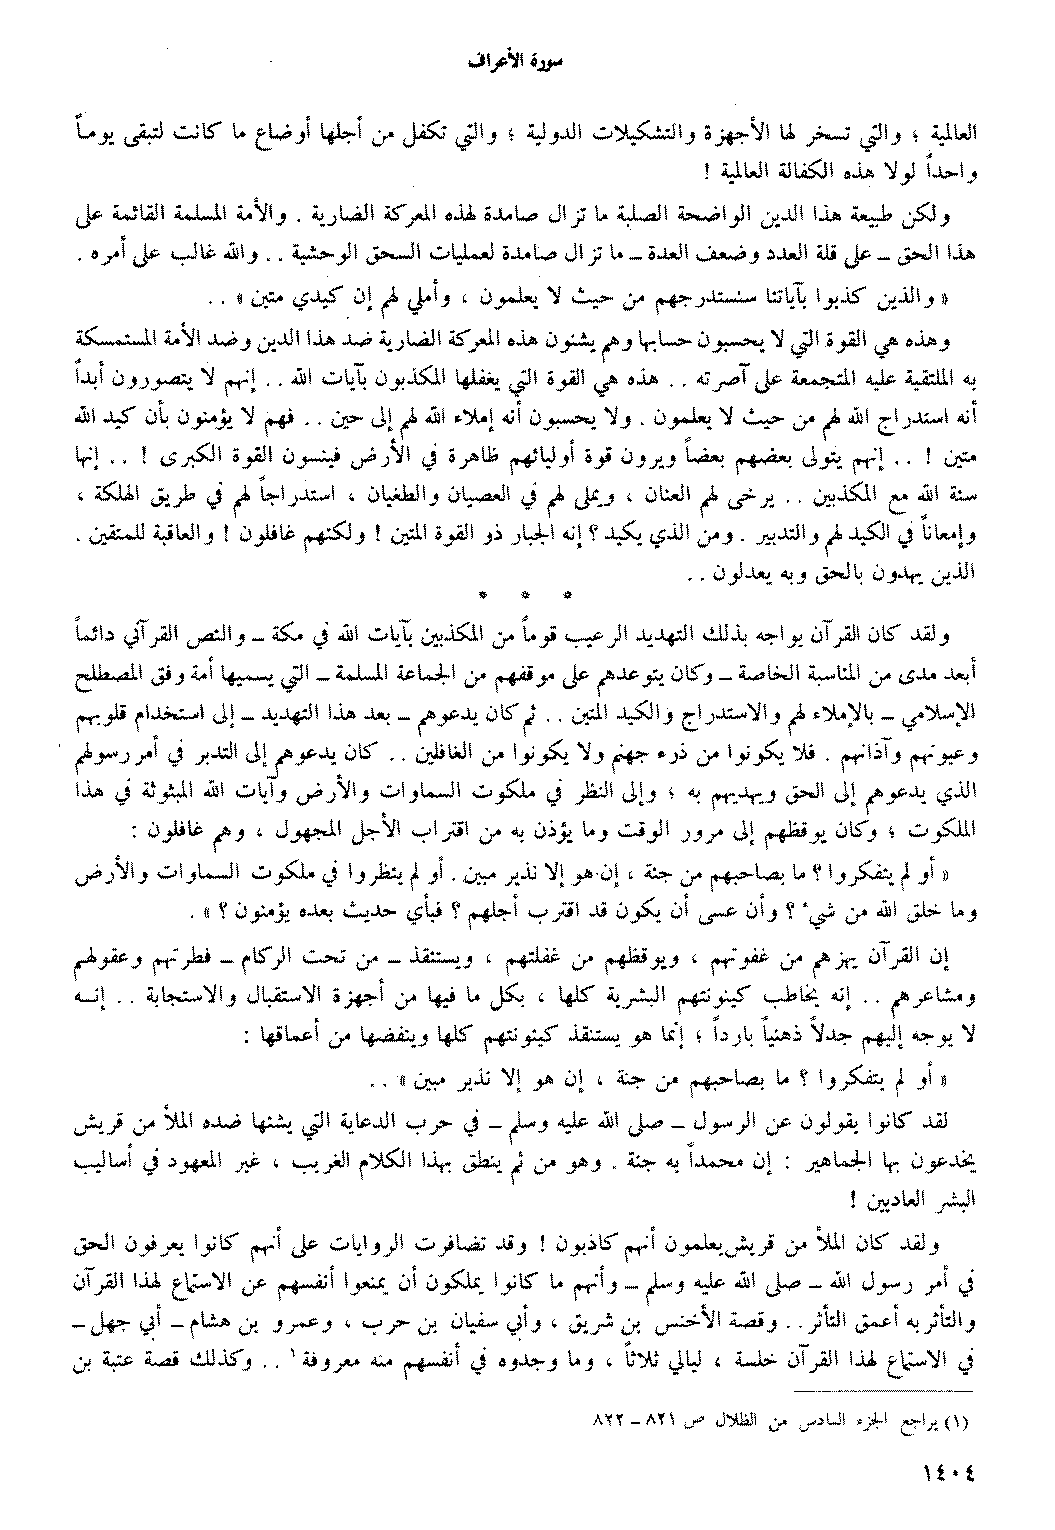 سورة الأعراف
العالمية ؛ والتي تسخر لها الأجهزة والتشكيلات الدولية ؛ والتي تكفل من أجلها أوضاع ما كانت لتبقى يوماً
واحداً لولا هذه الكفالة العالمية !
ولكن طبيعة هذا الدين الواضحة الصلبة ما تزال صامدة لهذه المعركة الضارية . والأمة المسلمة القائمة على
هذا الحق – على قلة العدد وضعف العدة – ما تزال صامدة لعمليات السحق الوحشية .. والله غالب على أمره .
« والذين كذبوا بآياتنا سنستدرجهم من حيث لا يعلمون ، وأملي لهم إن كيدي متين » ..
وهذه هي القوة التي لا يحسبون حسابها وهم يشنون هذه المعركة الضارية ضد هذا الدين وضد الأمة المستمسكة
به الملتقية عليه المتجمعة على آصرته .. هذه هي القوة التي يغفلها المكذبون بآيات الله .. إنهم لا يتصورون أبداً
أنه استدراج الله لهم من حيث لا يعلمون . ولا يحسبون أنه إملاء الله لهم إلى حين .. فهم لا يؤمنون بأن كيد الله
متين ! .. إنهم يتولى بعضهم بعضاً ويرون قوة أوليائهم ظاهرة في الأرض فينسون القوة الكبرى ! .. إنها
سنة الله مع المكذبين .. يرخى لهم العنان ، ويملى لهم في العصيان والطغيان ، استدراجاً لهم في طريق الهلكة ،
وإمعاناً في الكيد لهم والتدبير . ومن الذي يكيد ؟ إنه الجبار ذو القوة المتين ! ولكنهم غافلون ! والعاقبة للمتقين .
الذين يهدون بالحق وبه يعدلون ..
* * *
ولقد كان القرآن يواجه بذلك التهديد الرعيب قوماً من المكذبين بآيات الله في مكة – والنص القرآني دائماً
أبعد مدى من المناسبة الخاصة – وكان يتوعدهم على موقفهم من الجماعة المسلمة – التي يسميها أمة وفق المصطلح
الإسلامي – بالإملاء لهم والاستدراج والكيد المتين .. ثم كان يدعوهم – بعد هذا التهديد – إلى استخدام قلوبهم
وعيونهم وآذانهم . فلا يكونوا من ذرء جهنم ولا يكونوا من الغافلين .. كان يدعوهم إلى التدبر في أمر رسولهم
الذي يدعوهم إلى الحق ويهديهم به ؛ وإلى النظر في ملكوت السماوات والأرض وآيات الله المبثوثة في هذا
الملكوت ؛ وكان يوقظهم إلى مرور الوقت وما يؤذن به من اقتراب الأجل المجهول ، وهم غافلون :
« أو لم يتفكروا ؟ ما بصاحبهم من جنة ، إن هو إلا نذير مبين . أو لم ينظروا في ملكوت السماوات والأرض
وما خلق الله من شيء ؟ وأن عسى أن يكون قد اقترب أجلهم ؟ فبأي حديث بعده يؤمنون ؟ » .
إن القرآن يهزهم من غفوتهم ، ويوقظهم من غفلتهم ، ويستنقذ – من تحت الركام – فطرتهم وعقولهم
ومشاعرهم .. إنه يخاطب كينونتهم البشرية كلها ، بكل ما فيها من أجهزة الاستقبال والاستجابة .. إنه
لا يوجه إليهم جدلاً ذهنياً بارداً ؛ إنما هو يستنقذ كينونتهم كلها وينفضها من أعماقها :
« أو لم يتفكروا ؟ ما بصاحبهم من جنة ، إن هو إلا نذير مبين » ..
لقد كانوا يقولون عن الرسول – صلى الله عليه وسلم – في حرب الدعاية التي يشنها ضده الملأ من قريش
يخدعون بها الجماهير : إن محمداً به جنة . وهو من ثم ينطق بهذا الكلام الغريب ، غير المعهود في أساليب
البشر العاديين !
ولقد كان الملأ من قريش يعلمون أنهم كاذبون ! وقد تضافرت الروايات على أنهم كانوا يعرفون الحق
في أمر رسول الله – صلى الله عليه وسلم – وأنهم ما كانوا يملكون أن يمنعوا أنفسهم عن الاستماع لهذا القرآن
والتأثر به أعمق التأثر .. وقصة الأخنس بن شريق ، وأبي سفيان بن حرب ، وعمرو بن هشام – أبي جهل –
في الاستماع لهذا القرآن خلسة ، ليالي ثلاثاً ، وما وجدوه في أنفسهم منه معروفة ١ .. وكذلك قصة عتبة بن
(١) يراجع الجزء السادس من الظلال ص ٨٢١ – ٨٢٢
١٤٠٤